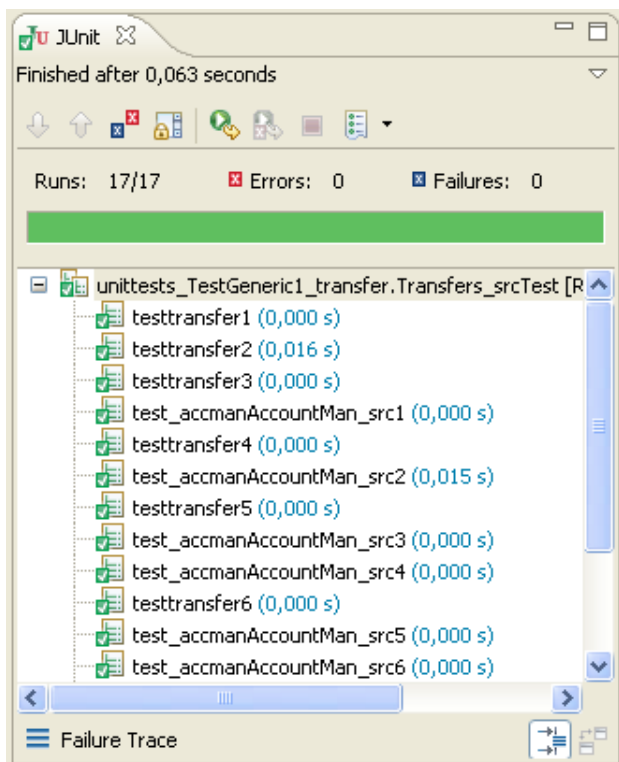 JUnit
Finished after 0,063 seconds
Runs: 17/17 Errors: 0 Failures: 0
unittests_TestGeneric1_transfer.Transfers_srcTest [R
testtransfer1 (0,000 s)
testtransfer2 (0,016 s)
testtransfer3 (0,000 s)
test_accmanAccountMan_src1 (0,000 s)
testtransfer4 (0,000 s)
test_accmanAccountMan_src2 (0,015 s)
testtransfer5 (0,000 s)
test_accmanAccountMan_src3 (0,000 s)
test_accmanAccountMan_src4 (0,000 s)
testtransfer6 (0,000 s)
test_accmanAccountMan_src5 (0,000 s)
test_accmanAccountMan_src6 (0,000 s)
Failure Trace